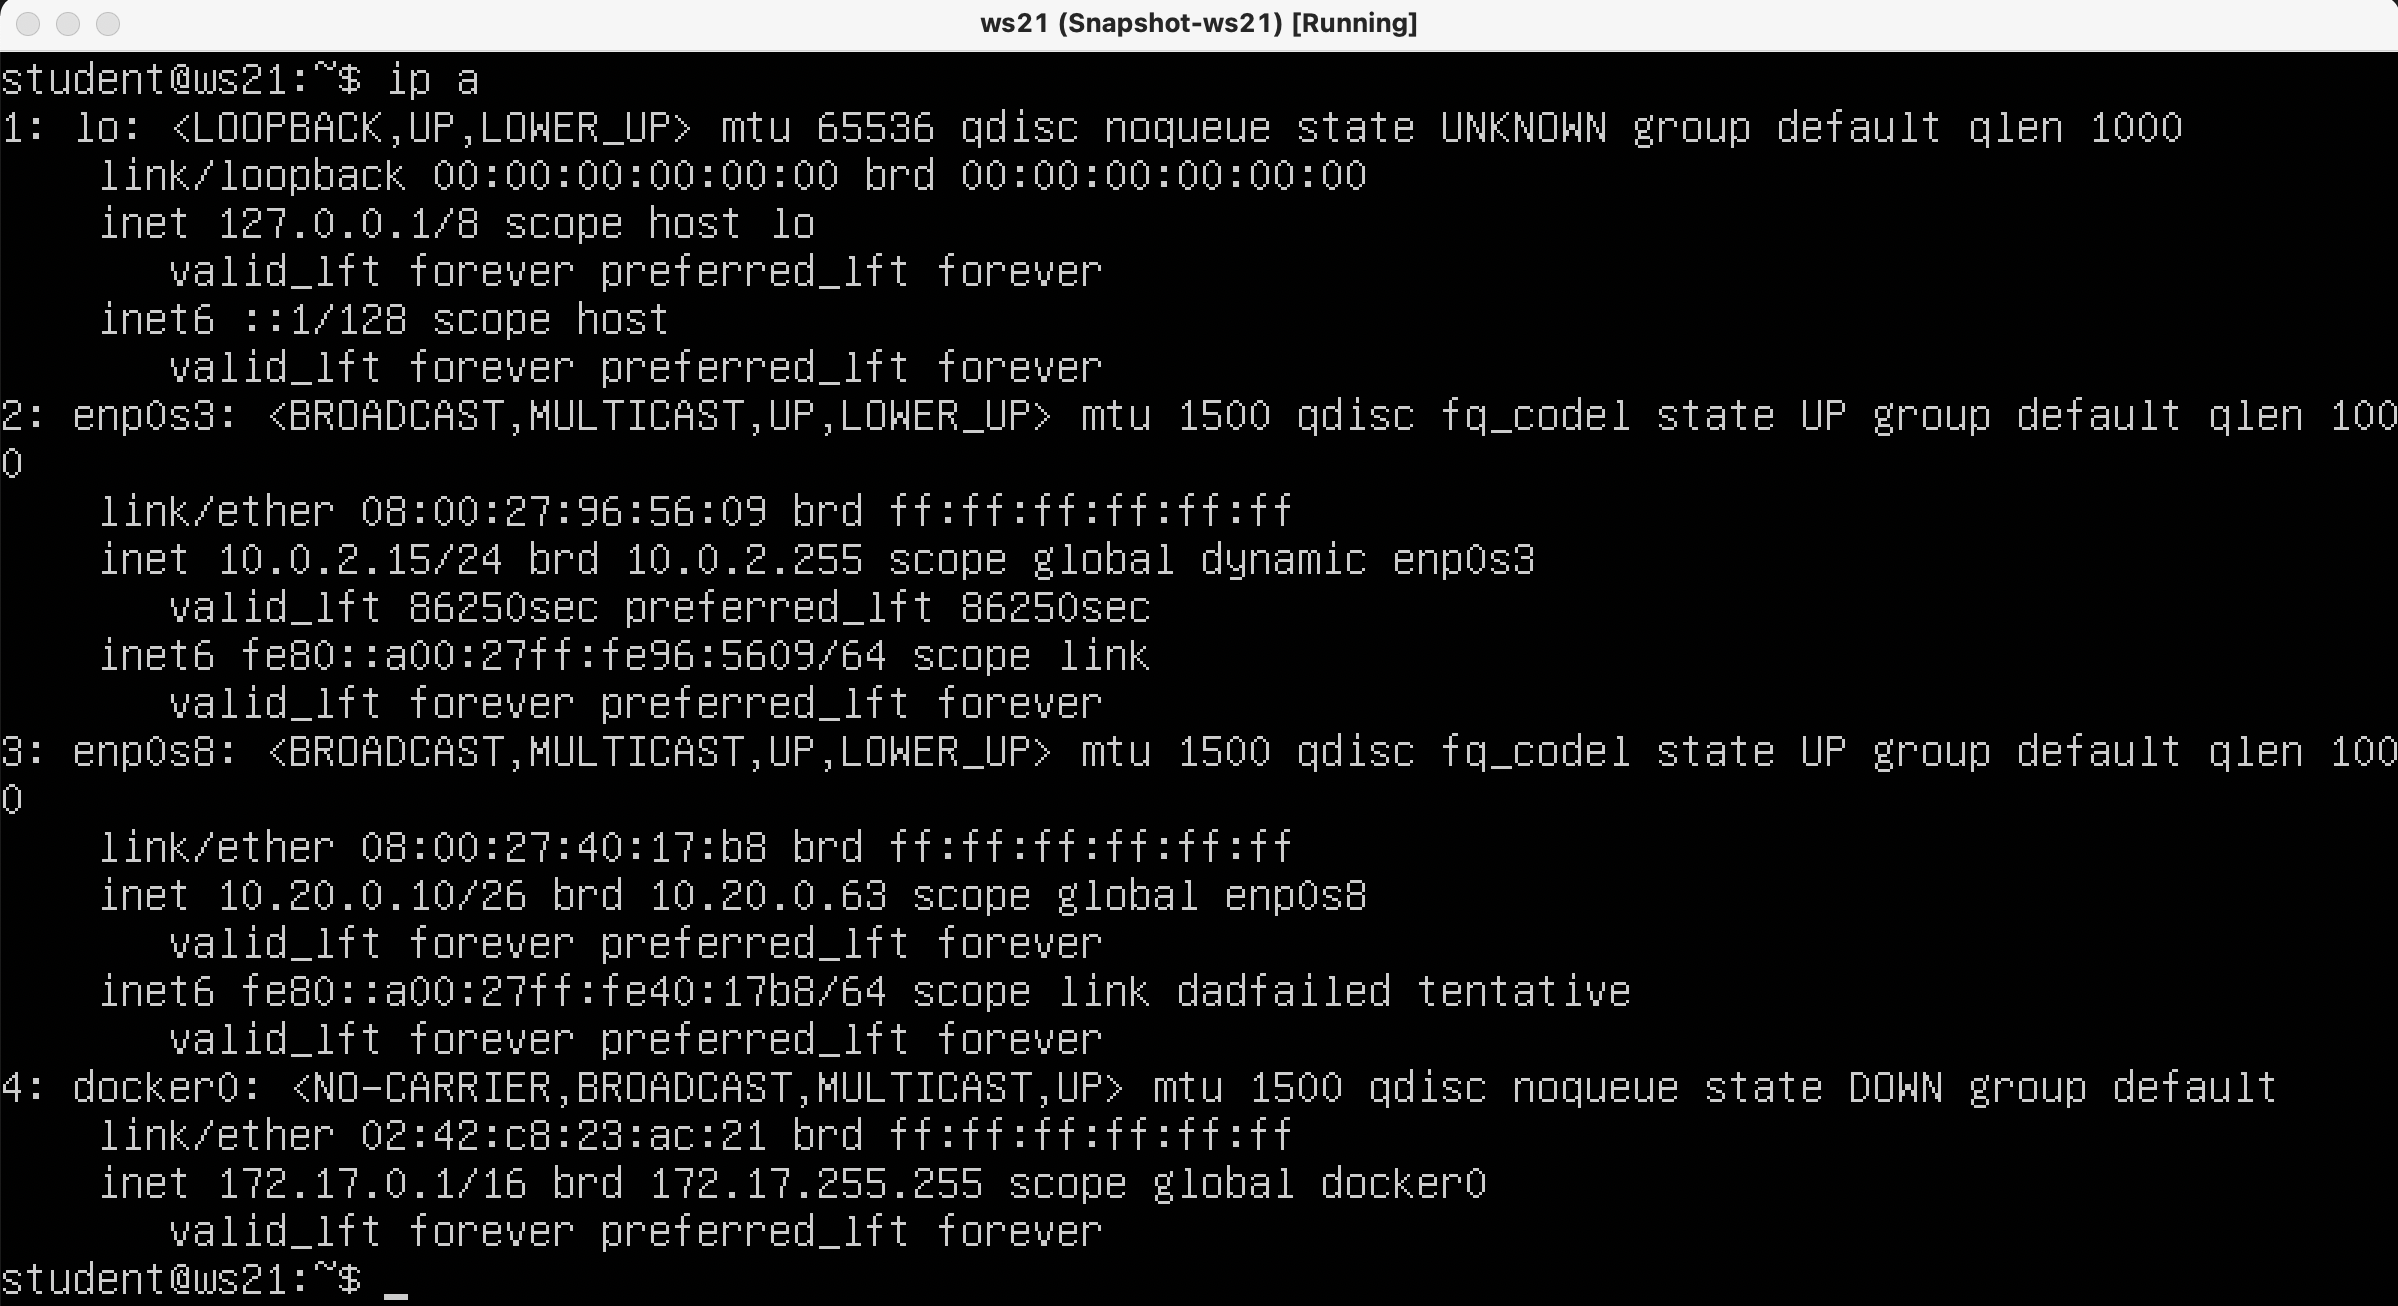 ws21 (Snapshot-ws21) [Running]
student@ws21:~$ ip a
1: lo: <LOOPBACK,UP,LOWER_UP> mtu 65536 qdisc noqueue state UNKNOWN group default qlen 1000
    link/loopback 00:00:00:00:00:00 brd 00:00:00:00:00:00
    inet 127.0.0.1/8 scope host lo
       valid_lft forever preferred_lft forever
    inet6 ::1/128 scope host
       valid_lft forever preferred_lft forever
2: enp0s3: <BROADCAST,MULTICAST,UP,LOWER_UP> mtu 1500 qdisc fq_codel state UP group default qlen 100
0
    link/ether 08:00:27:96:56:09 brd ff:ff:ff:ff:ff:ff
    inet 10.0.2.15/24 brd 10.0.2.255 scope global dynamic enp0s3
       valid_lft 86250sec preferred_lft 86250sec
    inet6 fe80::a00:27ff:fe96:5609/64 scope link
       valid_lft forever preferred_lft forever
3: enp0s8: <BROADCAST,MULTICAST,UP,LOWER_UP> mtu 1500 qdisc fq_codel state UP group default qlen 100
0
    link/ether 08:00:27:40:17:b8 brd ff:ff:ff:ff:ff:ff
    inet 10.20.0.10/26 brd 10.20.0.63 scope global enp0s8
       valid_lft forever preferred_lft forever
    inet6 fe80::a00:27ff:fe40:17b8/64 scope link dadfailed tentative
       valid_lft forever preferred_lft forever
4: docker0: <NO-CARRIER,BROADCAST,MULTICAST,UP> mtu 1500 qdisc noqueue state DOWN group default
    link/ether 02:42:c8:23:ac:21 brd ff:ff:ff:ff:ff:ff
    inet 172.17.0.1/16 brd 172.17.255.255 scope global docker0
       valid_lft forever preferred_lft forever
student@ws21:~$ _